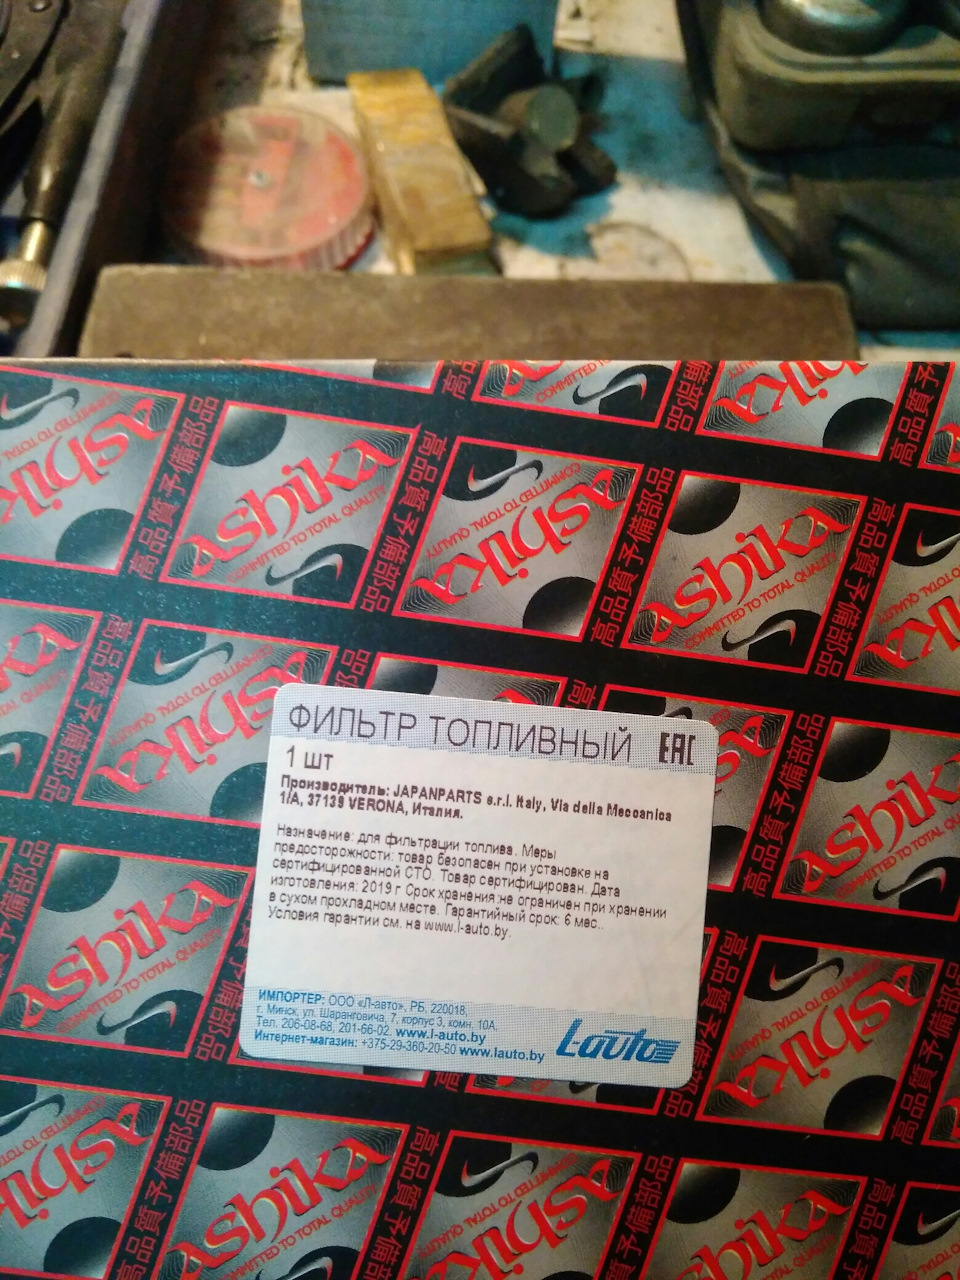 ashika
COMMITTED TO TOTAL QUALITY
高品質予備部品
ФИЛЬТР ТОПЛИВНЫЙ EAC
1 шт
Производитель: JAPANPARTS s.r.l. Italy, Via della Meccanica
1/A, 37139 VERONA, Италия.
Назначение: для фильтрации топлива. Меры
предосторожности: товар безопасен при установке на
сертифицированной СТО. Товар сертифицирован. Дата
изготовления: 2019 г Срок хранения:не ограничен при хранении
в сухом прохладном месте. Гарантийный срок: 6 мес..
Условия гарантии см. на www.l-auto.by.
ИМПОРТЕР: ООО «Л-авто», РБ, 220018,
г. Минск, ул. Шаранговича, 7, корпус 3, комн. 10А,
Тел. 206-08-68, 201-66-02. www.l-auto.by
Интернет-магазин: +375-29-360-20-50 www.lauto.by
Lauto